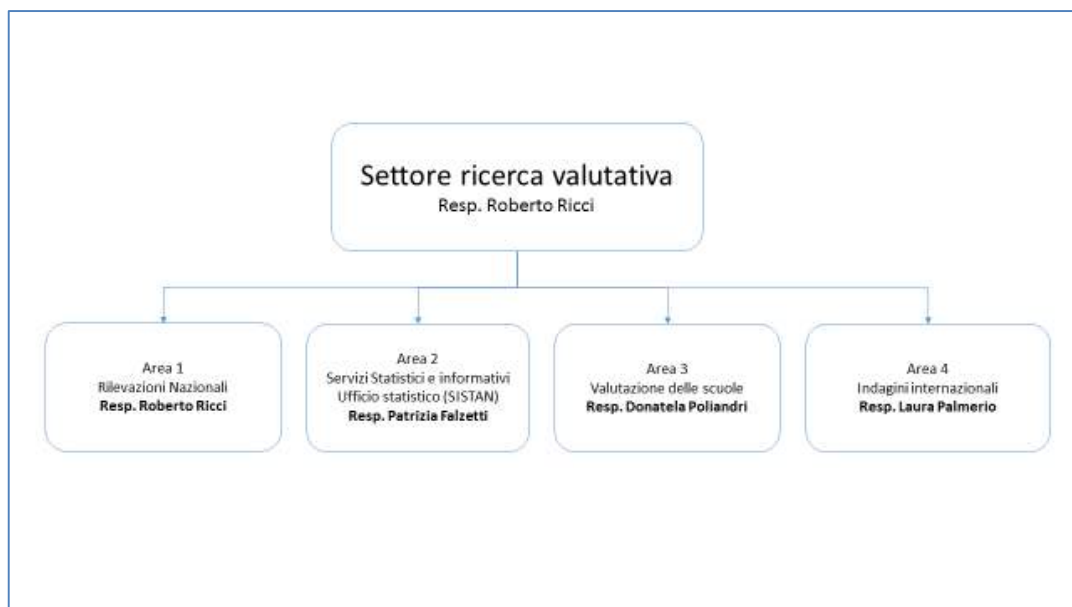 Settore ricerca valutativa
Resp. Roberto Ricci
Area 1
Rilevazioni Nazionali
Resp. Roberto Ricci
Area 2
Servizi Statistici e informativi
Ufficio statistico (SISTAN)
Resp. Patrizia Falzetti
Area 3
Valutazione delle scuole
Resp. Donatela Poliandri
Area 4
Indagini internazionali
Resp. Laura Palmerio